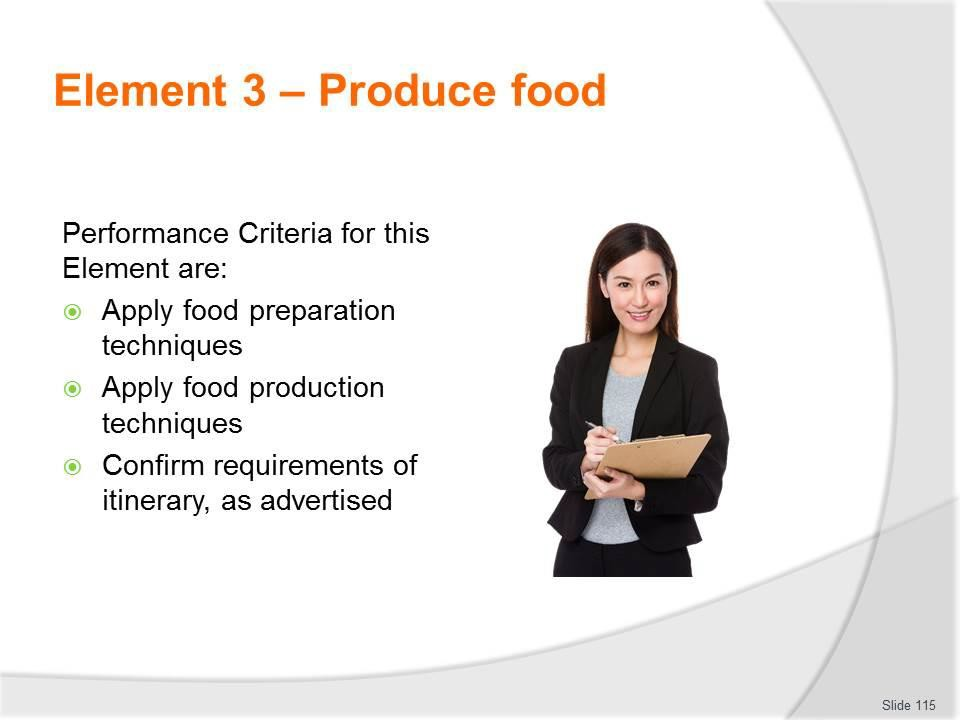 Element 3 – Produce food
Performance Criteria for this
Element are:
Apply food preparation
techniques
Apply food production
techniques
Confirm requirements of
itinerary, as advertised
Slide 115